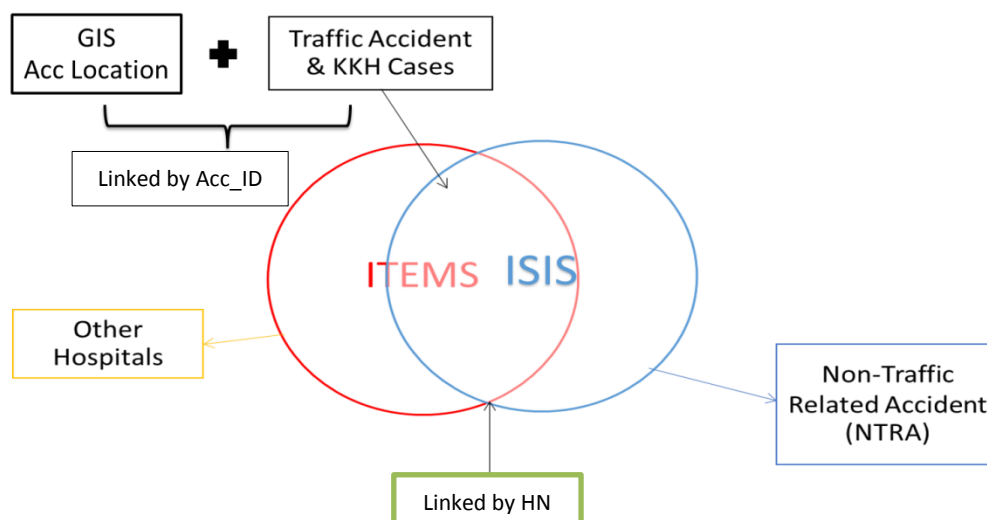 GIS
Acc Location
Traffic Accident
& KKH Cases
Linked by Acc_ID
ITEMS
ISIS
Other
Hospitals
Non-Traffic
Related Accident
(NTRA)
Linked by HN